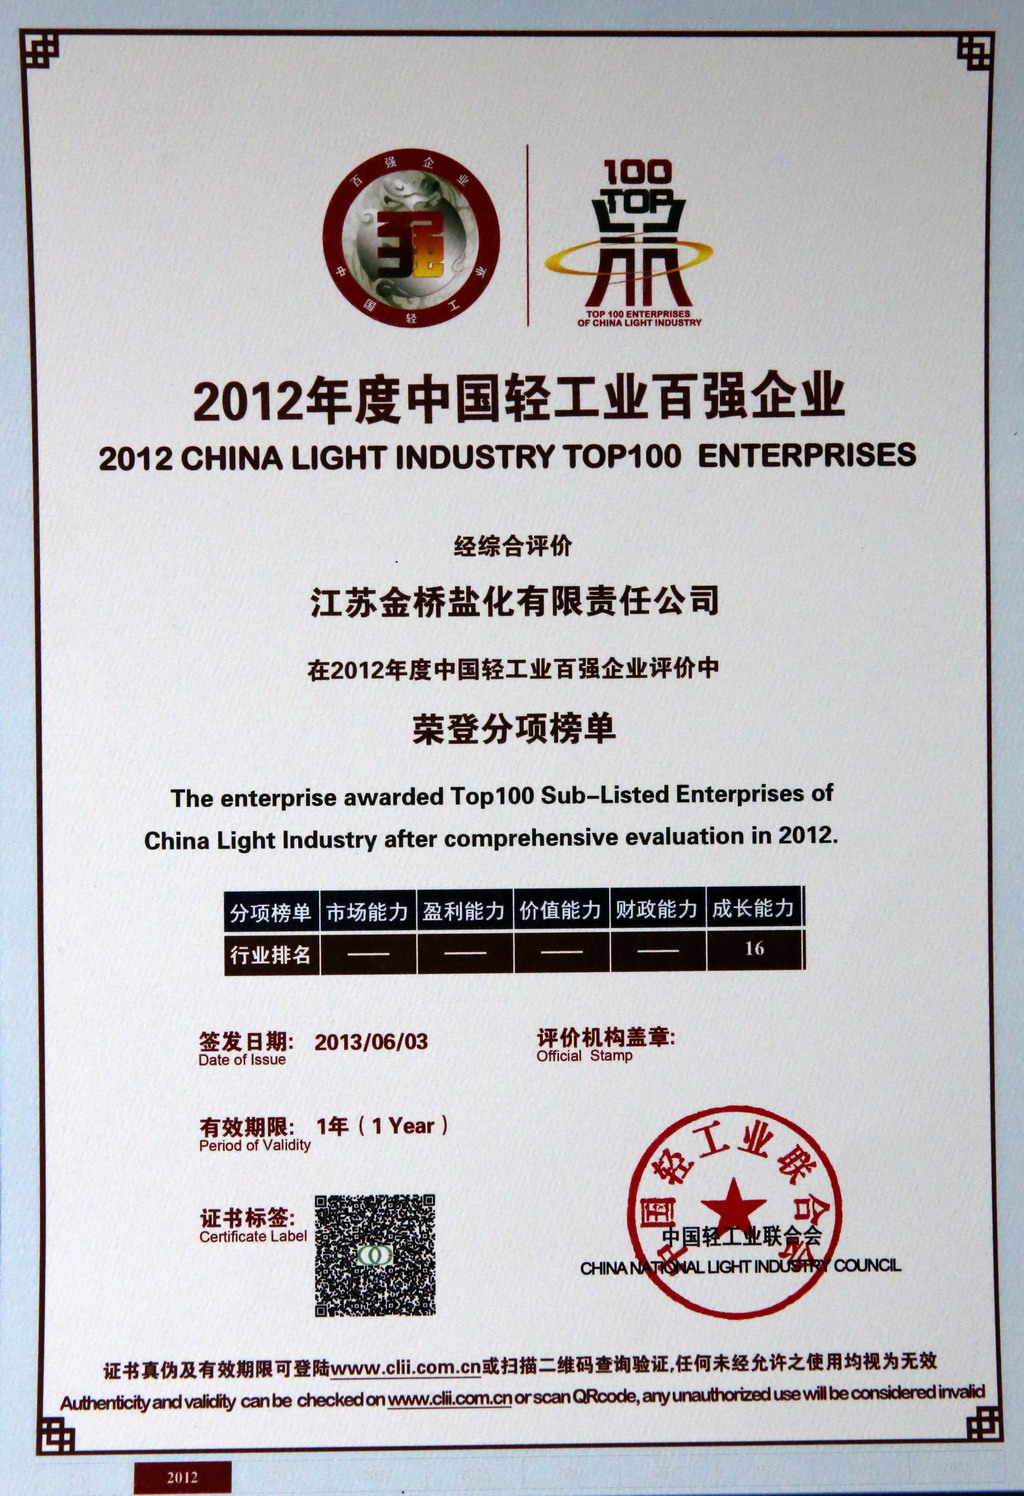 中国轻工业百强企业
强
100
TOP
TOP 100 ENTERPRISES
OF CHINA LIGHT INDUSTRY
2012年度中国轻工业百强企业
2012 CHINA LIGHT INDUSTRY TOP100 ENTERPRISES
经综合评价
江苏金桥盐化有限责任公司
在2012年度中国轻工业百强企业评价中
荣登分项榜单
The enterprise awarded Top100 Sub-Listed Enterprises of
China Light Industry after comprehensive evaluation in 2012.
分项榜单 市场能力 盈利能力 价值能力 财政能力 成长能力
行业排名 —— —— —— —— 16
签发日期: 2013/06/03 评价机构盖章:
Date of Issue Official Stamp
有效期限: 1年（1 Year）
Period of Validity
证书标签:
Certificate Label
中国轻工业联合会
中国轻工业联合会
CHINA NATIONAL LIGHT INDUSTRY COUNCIL
证书真伪及有效期限可登陆www.clii.com.cn或扫描二维码查询验证,任何未经允许之使用均视为无效
Authenticity and validity can be checked on www.clii.com.cn or scan QRcode, any unauthorized use will be considered invalid
2012